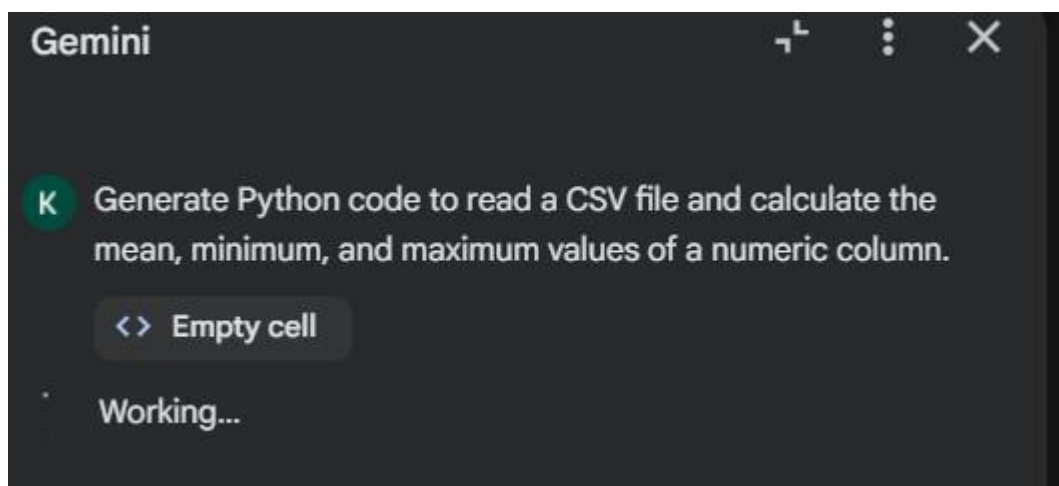 Gemini
K
Generate Python code to read a CSV file and calculate the
mean, minimum, and maximum values of a numeric column.
<> Empty cell
Working...